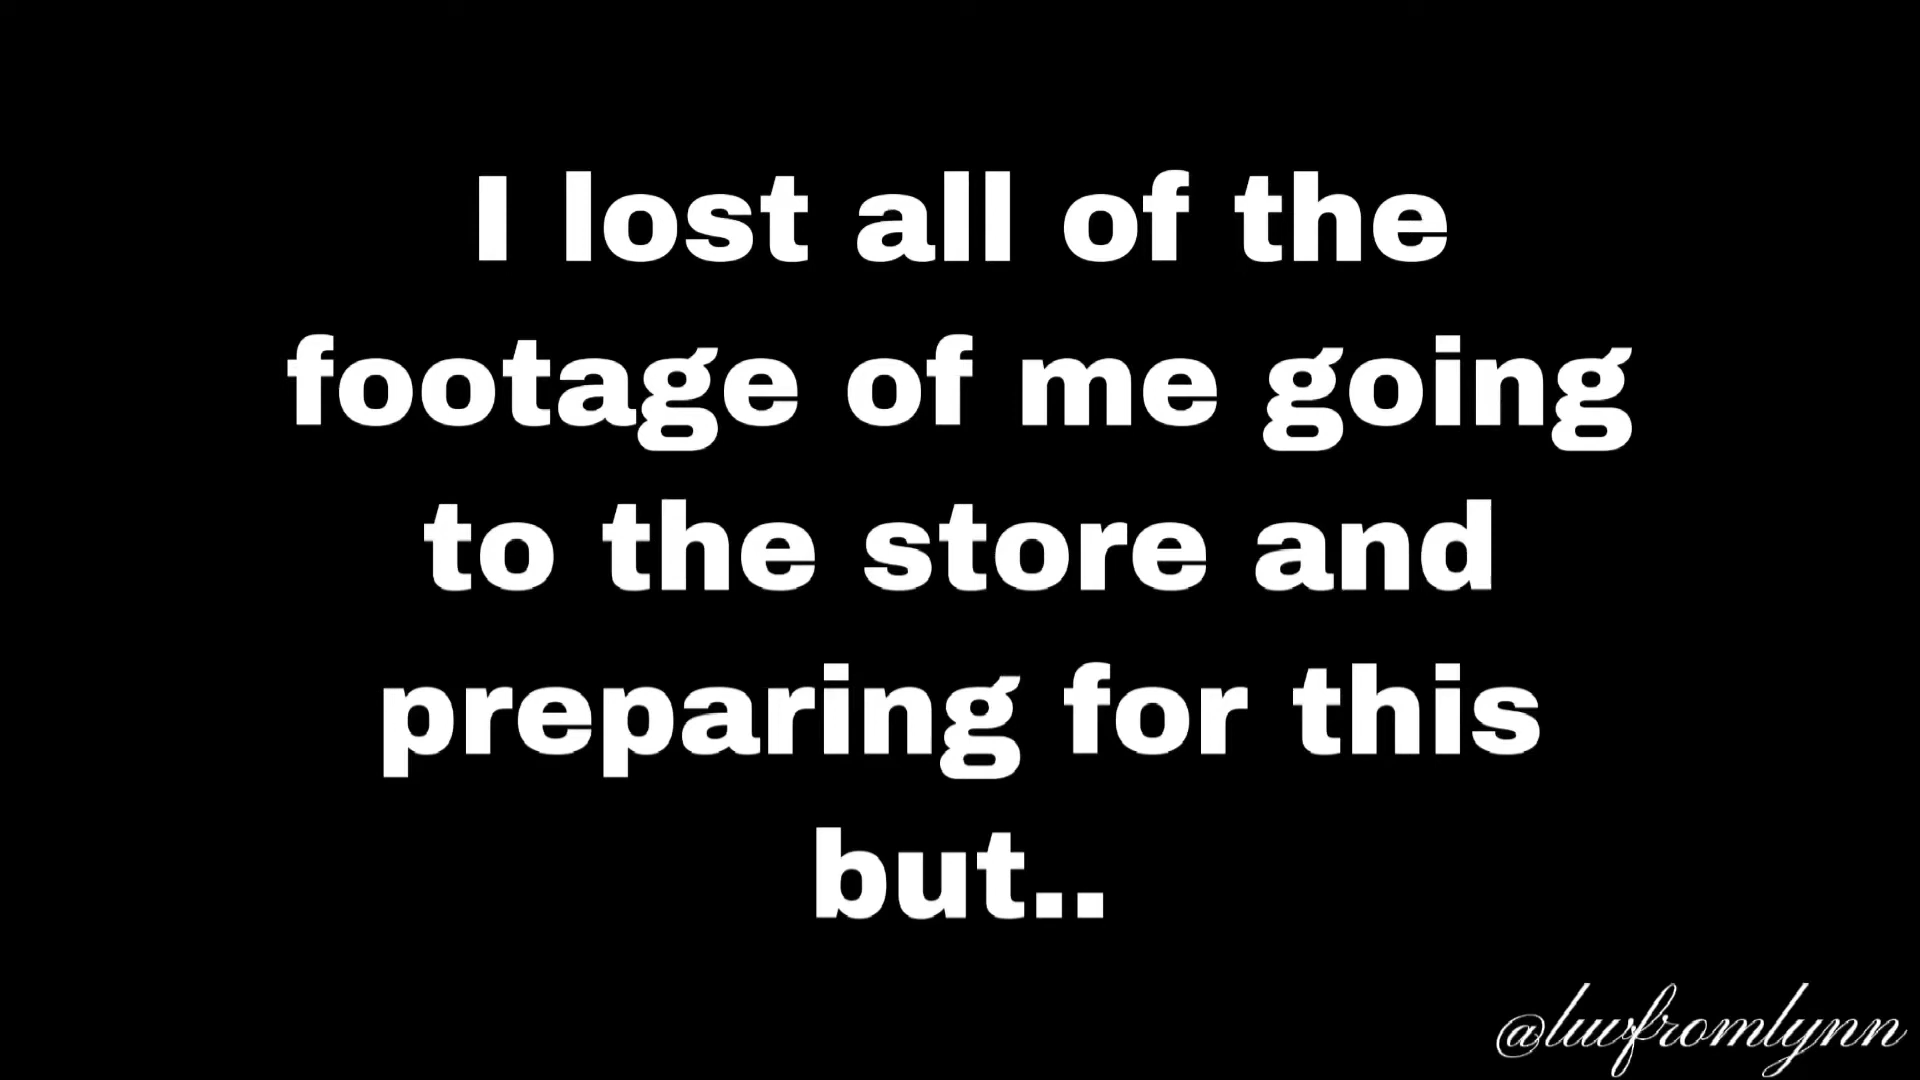 I lost all of the
footage of me going
to the store and
preparing for this
but..
@luvfromlynn